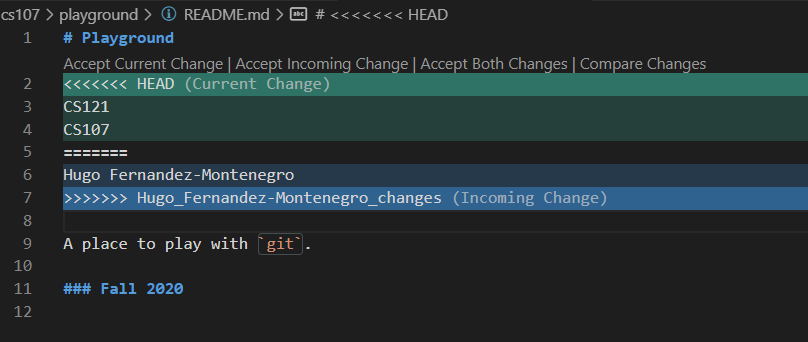 cs107 > playground > README.md > # <<<<<<< HEAD
1 # Playground
Accept Current Change | Accept Incoming Change | Accept Both Changes | Compare Changes
2 <<<<<<< HEAD (Current Change)
3 CS121
4 CS107
5 =======
6 Hugo Fernandez-Montenegro
7 >>>>>>> Hugo_Fernandez-Montenegro_changes (Incoming Change)
8
9 A place to play with `git`.
10
11 ### Fall 2020
12